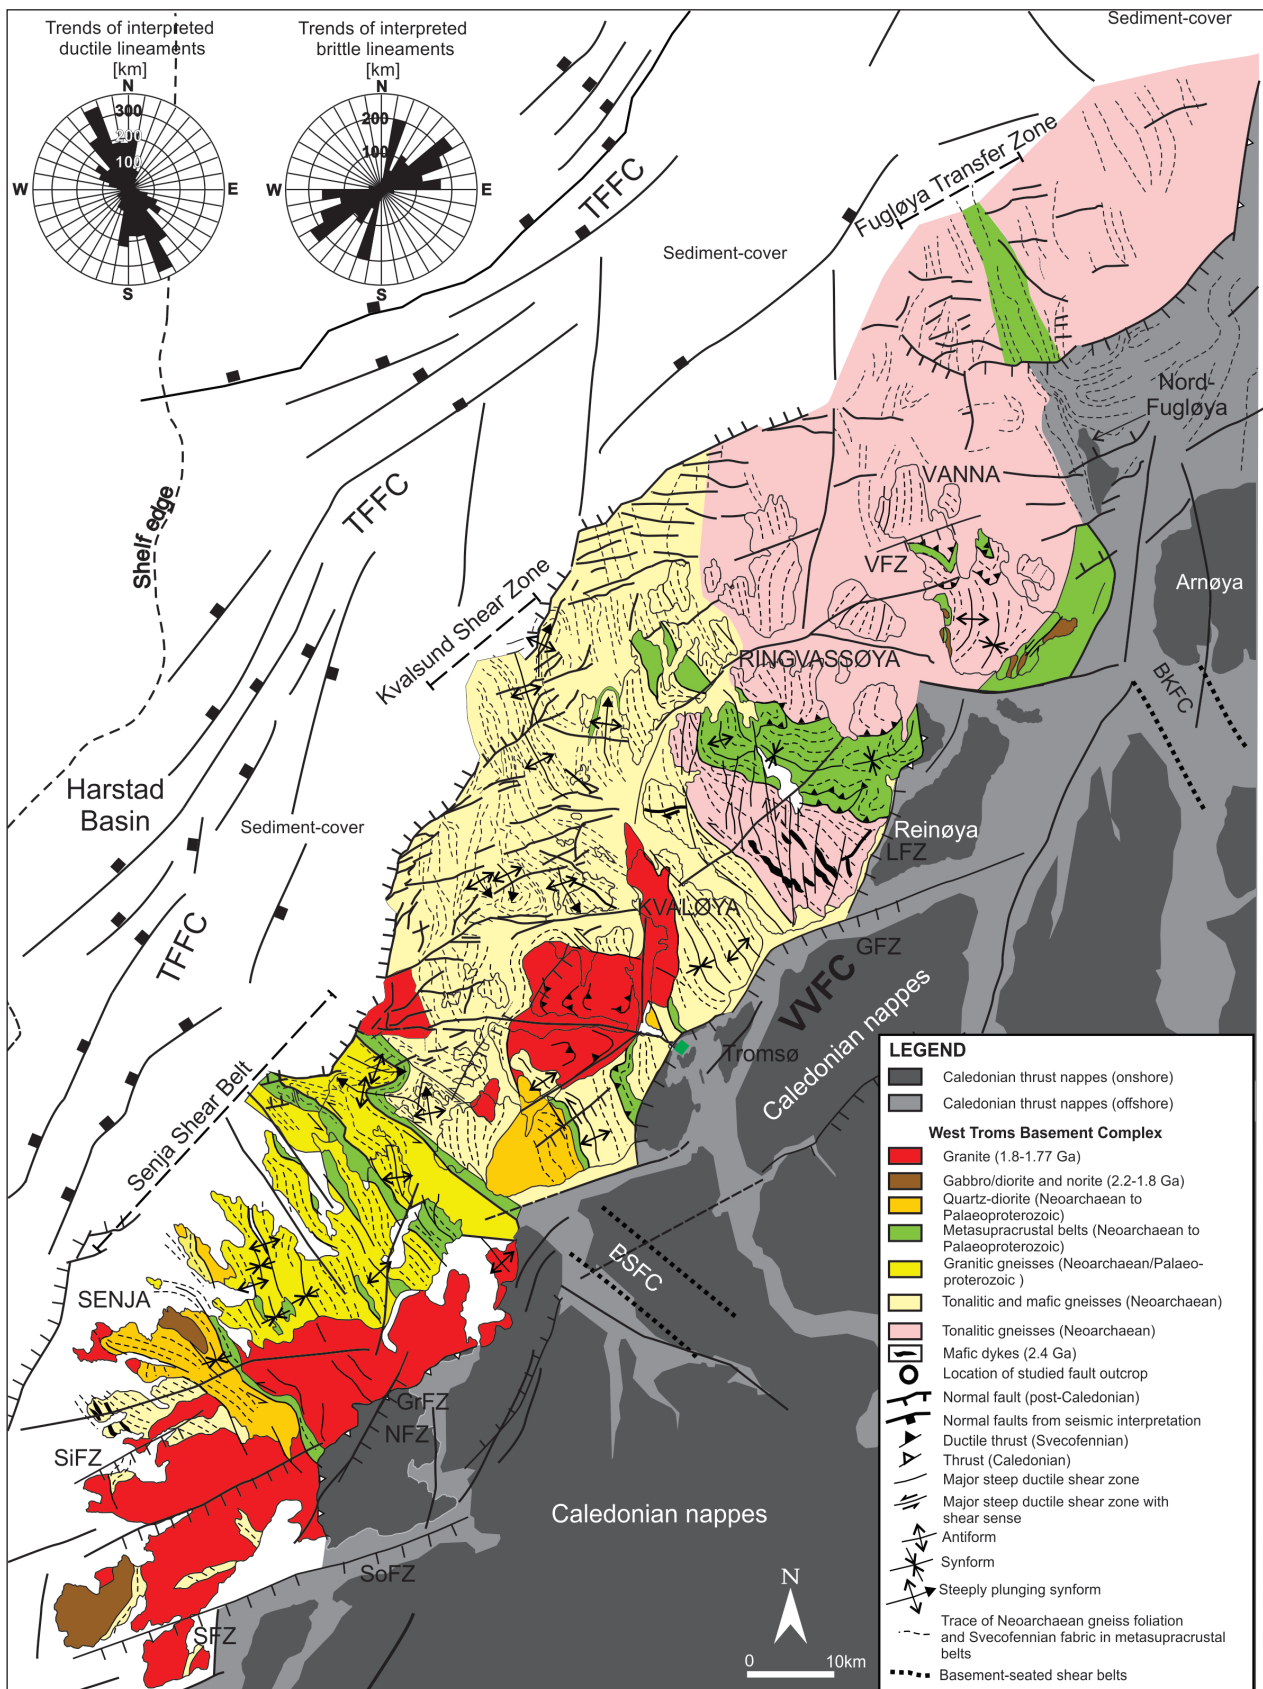 Sediment-cover
Trends of interpreted
ductile lineaments
[km]
N
300
200
100
W
E
S
Trends of interpreted
brittle lineaments
[km]
N
200
100
W
E
S
TFFC
Fugløya Transfer Zone
Sediment-cover
Nord-
Fugløya
VANNA
TFFC
Shelf edge
VFZ
Arnøya
Kvalsund Shear Zone
RINGVASSØYA
BKFC
Harstad
Basin
Sediment-cover
Reinøya
LFZ
KVALØYA
TFFC
GFZ
VVFC
Caledonian nappes
Tromsø
Senja Shear Belt
BSFC
SENJA
GrFZ
NFZ
SiFZ
Caledonian nappes
SoFZ
SFZ
N
0
10km
LEGEND
Caledonian thrust nappes (onshore)
Caledonian thrust nappes (offshore)
West Troms Basement Complex
Granite (1.8-1.77 Ga)
Gabbro/diorite and norite (2.2-1.8 Ga)
Quartz-diorite (Neoarchaean to
Palaeoproterozoic)
Metasupracrustal belts (Neoarchaean to
Palaeoproterozoic)
Granitic gneisses (Neoarchaean/Palaeo-
proterozoic )
Tonalitic and mafic gneisses (Neoarchaean)
Tonalitic gneisses (Neoarchaean)
Mafic dykes (2.4 Ga)
Location of studied fault outcrop
Normal fault (post-Caledonian)
Normal faults from seismic interpretation
Ductile thrust (Svecofennian)
Thrust (Caledonian)
Major steep ductile shear zone
Major steep ductile shear zone with
shear sense
Antiform
Synform
Steeply plunging synform
Trace of Neoarchaean gneiss foliation
and Svecofennian fabric in metasupracrustal
belts
Basement-seated shear belts